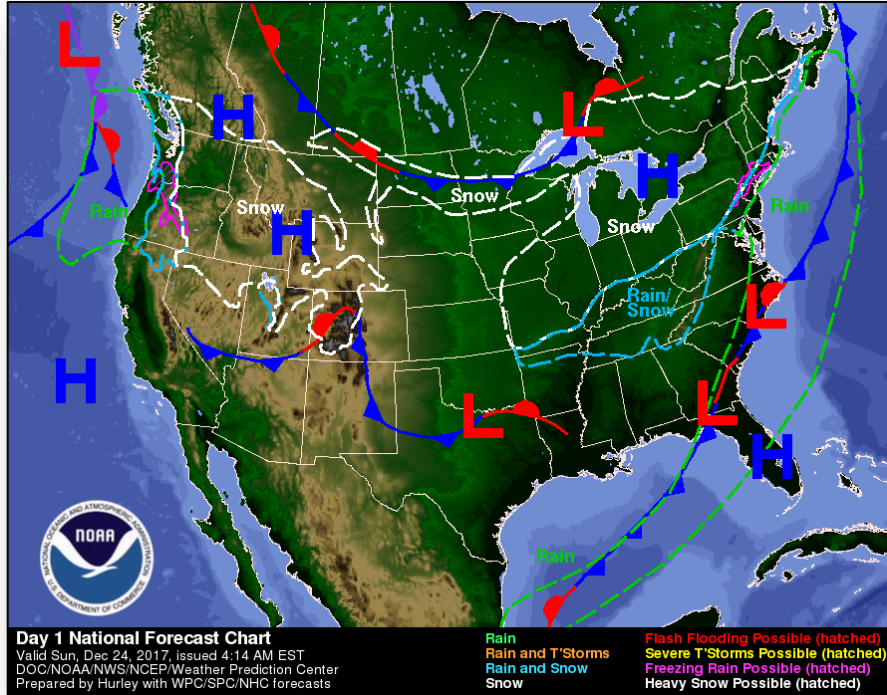 L
H
L
Rain
Snow
H
Snow
H
Snow
Rain
Rain/
Snow
L
H
L
L
H
Rain
NATIONAL OCEANIC AND ATMOSPHERIC ADMINISTRATION
NOAA
U.S. DEPARTMENT OF COMMERCE
Day 1 National Forecast Chart
Valid Sun, Dec 24, 2017, issued 4:14 AM EST
DOC/NOAA/NWS/NCEP/Weather Prediction Center
Prepared by Hurley with WPC/SPC/NHC forecasts
Rain
Rain and T'Storms
Rain and Snow
Snow
Flash Flooding Possible (hatched)
Severe T'Storms Possible (hatched)
Freezing Rain Possible (hatched)
Heavy Snow Possible (hatched)